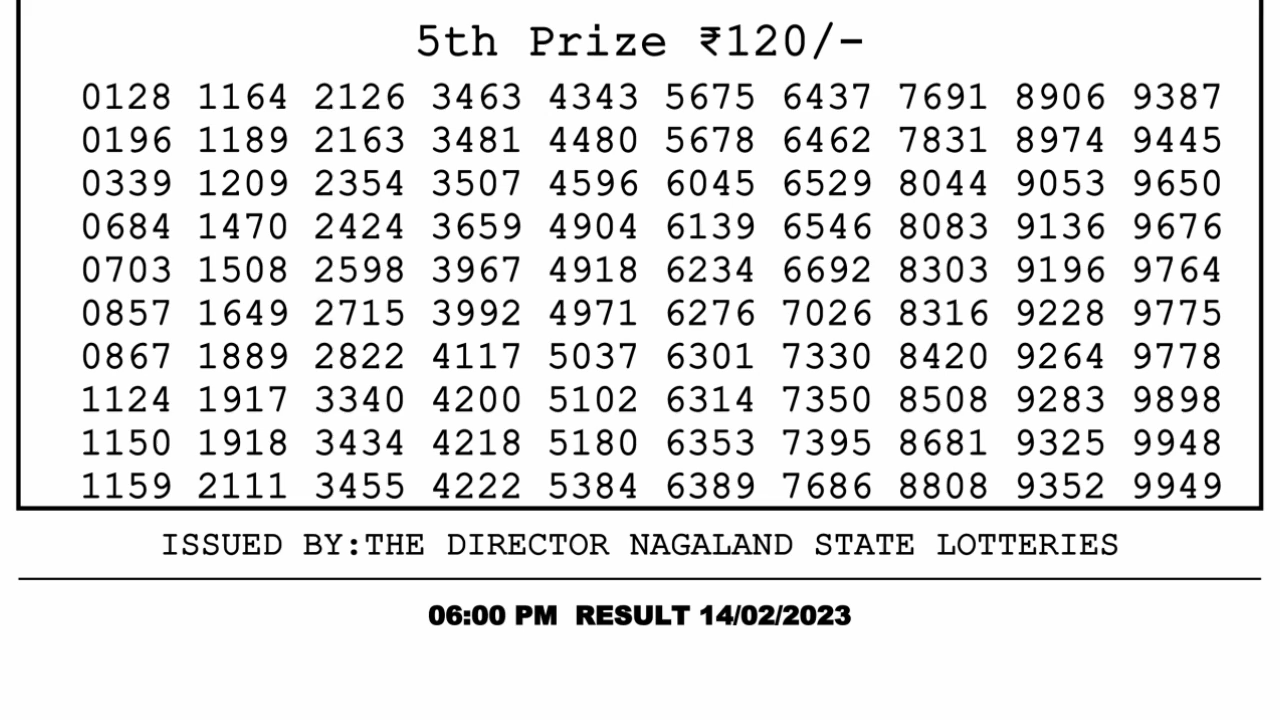 5th Prize ₹120/-
0128 1164 2126 3463 4343 5675 6437 7691 8906 9387
0196 1189 2163 3481 4480 5678 6462 7831 8974 9445
0339 1209 2354 3507 4596 6045 6529 8044 9053 9650
0684 1470 2424 3659 4904 6139 6546 8083 9136 9676
0703 1508 2598 3967 4918 6234 6692 8303 9196 9764
0857 1649 2715 3992 4971 6276 7026 8316 9228 9775
0867 1889 2822 4117 5037 6301 7330 8420 9264 9778
1124 1917 3340 4200 5102 6314 7350 8508 9283 9898
1150 1918 3434 4218 5180 6353 7395 8681 9325 9948
1159 2111 3455 4222 5384 6389 7686 8808 9352 9949
ISSUED BY:THE DIRECTOR NAGALAND STATE LOTTERIES
06:00 PM RESULT 14/02/2023